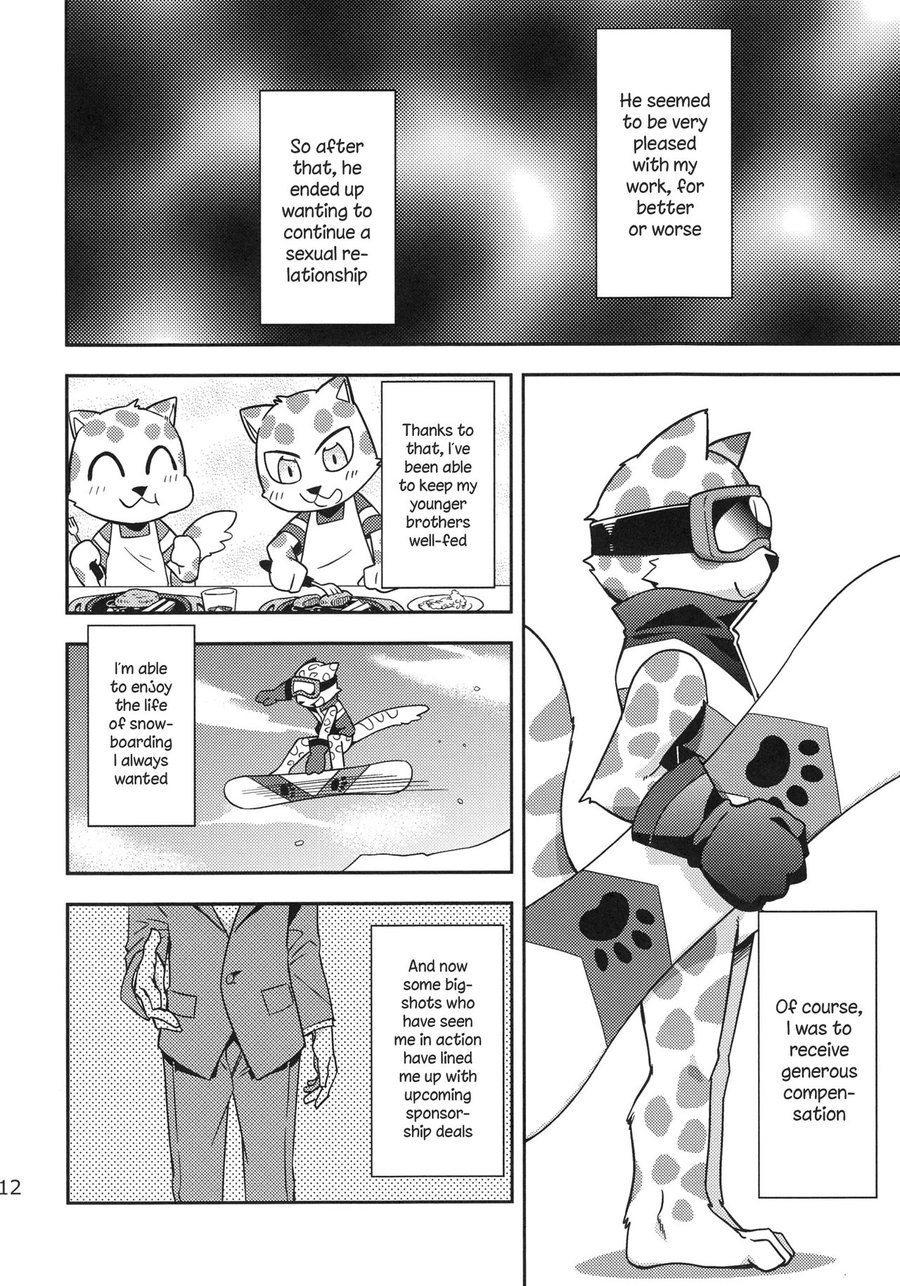 He seemed
to be very
pleased
with my
work, for
better
or worse
So after
that, he
ended up
wanting to
continue a
sexual re-
lationship
Of course,
I was to
receive
generous
compen-
sation
Thanks to
that, I've
been able
to keep my
younger
brothers
well-fed
I'm able
to enjoy
the life
of snow-
boarding
I always
wanted
And now
some big-
shots who
have seen
me in action
have lined
me up with
upcoming
sponsor-
ship deals
12